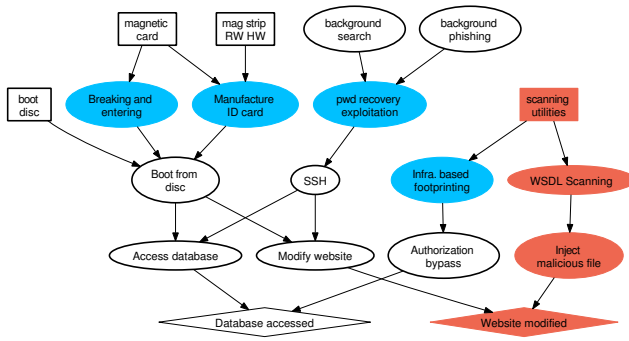 magnetic
card
mag strip
RW HW
background
search
background
phishing
boot
disc
Breaking and
entering
Manufacture
ID card
pwd recovery
exploitation
scanning
utilities
Boot from
disc
SSH
Infra. based
footprinting
WSDL Scanning
Access database
Modify website
Authorization
bypass
Inject
malicious file
Database accessed
Website modified